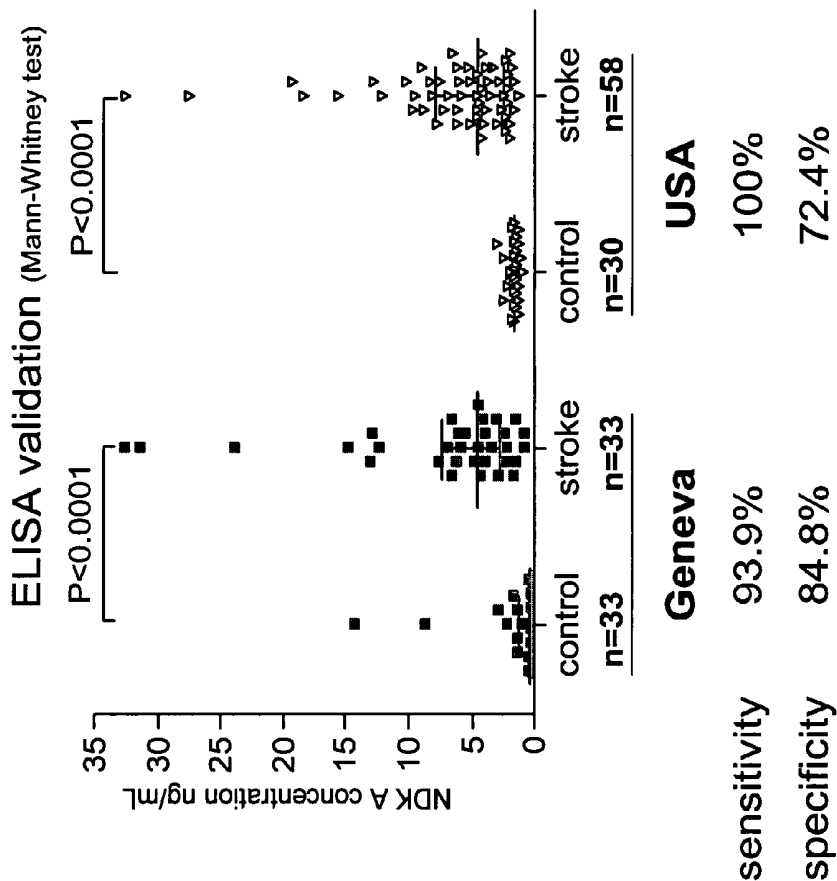 ELISA validation (Mann-Whitney test)
P<0.0001 P<0.0001
35
30
25
20
15
10
5
0
NDK A concentration ng/mL
control stroke control stroke
n=33 n=33 n=30 n=58
Geneva USA
sensitivity 93.9% 100%
specificity 84.8% 72.4%